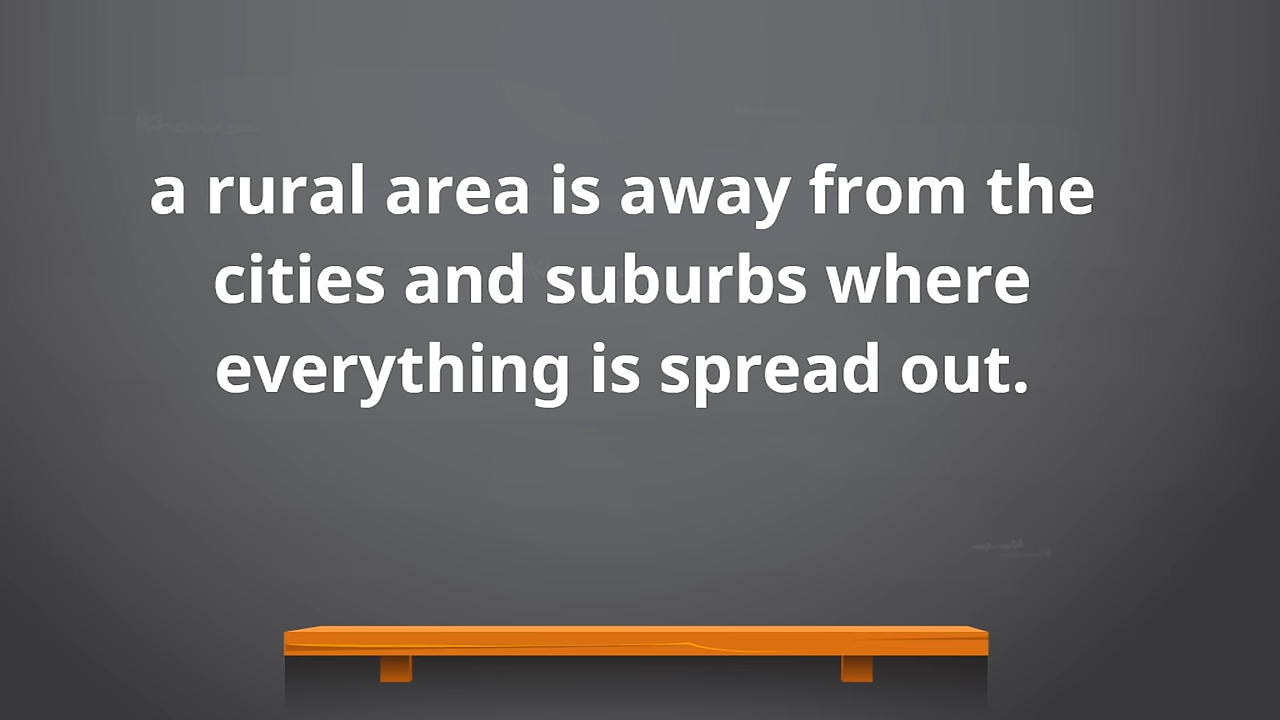 a rural area is away from the
cities and suburbs where
everything is spread out.